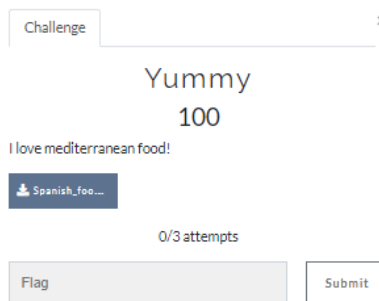 Challenge
Yummy
100
I love mediterranean food!
Spanish_foo...
0/3 attempts
Flag
Submit